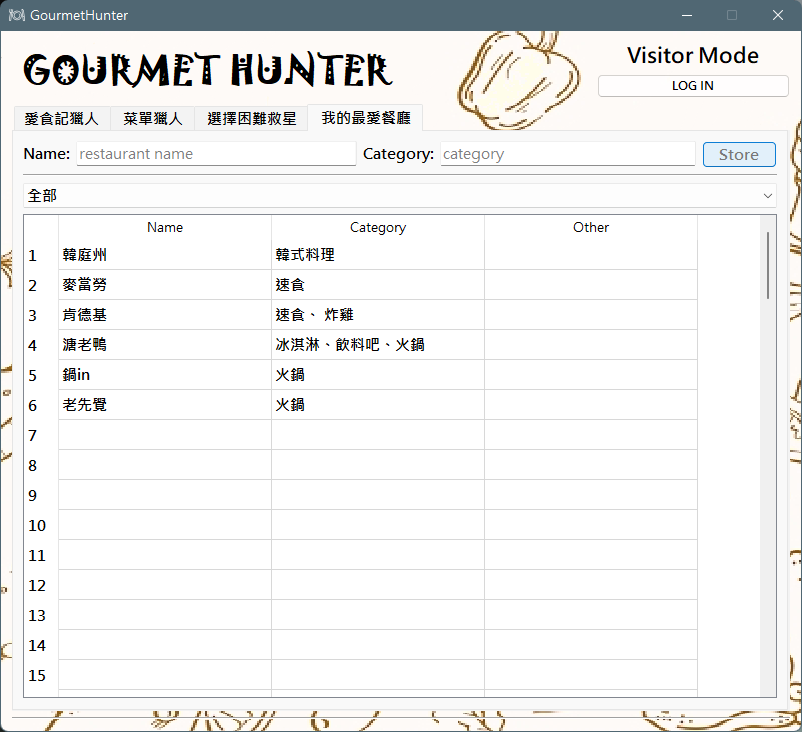 GourmetHunter
GOURMET HUNTER
Visitor Mode
LOG IN
愛食記獵人 菜單獵人 選擇困難救星 我的最愛餐廳
Name: restaurant name Category: category Store
全部
Name Category Other
1 韓庭州 韓式料理
2 麥當勞 速食
3 肯德基 速食、 炸雞
4 溏老鴨 冰淇淋、飲料吧、火鍋
5 鍋in 火鍋
6 老先覺 火鍋
7
8
9
10
11
12
13
14
15